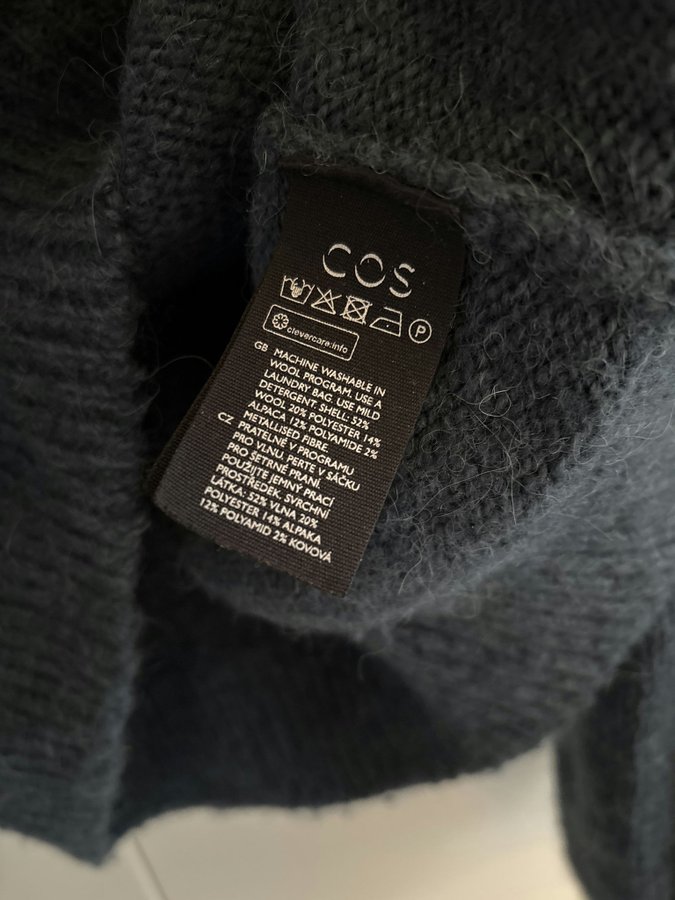 COS
P
clevercare.info
GB MACHINE WASHABLE IN
WOOL PROGRAM. USE A
LAUNDRY BAG. USE MILD
DETERGENT. SHELL: 52%
WOOL 20% POLYESTER 14%
ALPACA 12% POLYAMIDE 2%
METALLISED FIBRE.
CZ PRATELNÉ V PROGRAMU
PRO VLNU. PERTE V SÁČKU
PRO ŠETRNÉ PRANÍ.
POUŽIJTE JEMNÝ PRACÍ
PROSTŘEDEK. SVRCHNÍ
LÁTKA: 52% VLNA 20%
POLYESTER 14% ALPAKA
12% POLYAMID 2% KOVOVÁ